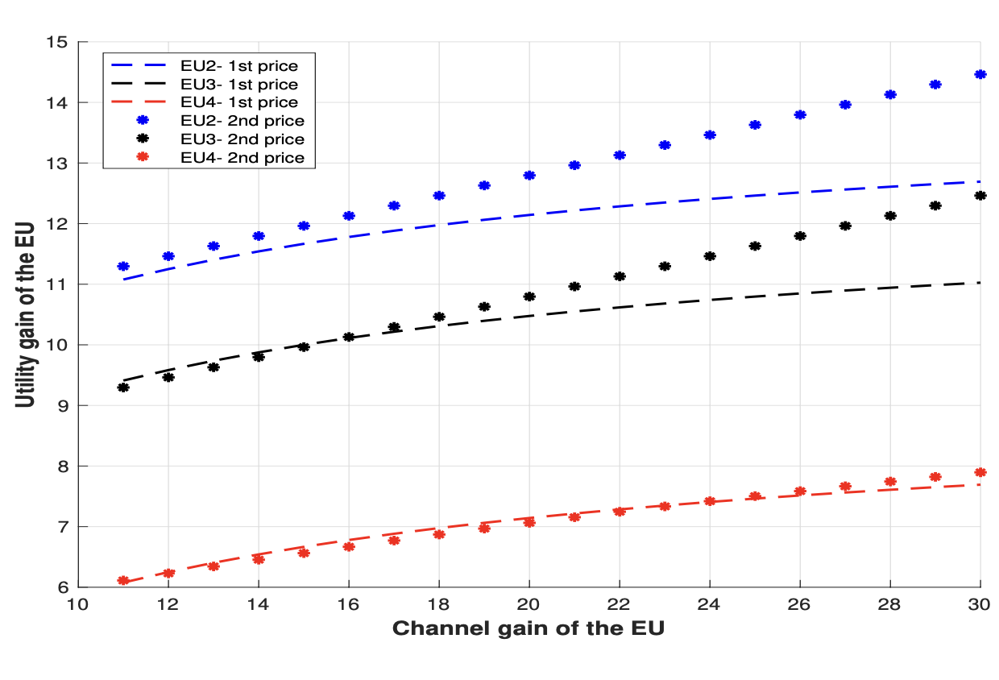 15
14
13
12
11
10
9
8
7
6
Utility gain of the EU
EU2- 1st price
EU3- 1st price
EU4- 1st price
EU2- 2nd price
EU3- 2nd price
EU4- 2nd price
10 12 14 16 18 20 22 24 26 28 30
Channel gain of the EU